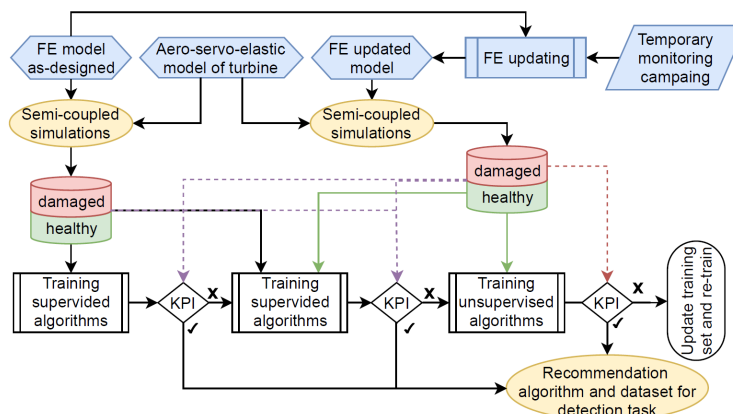 FE model
as-designed
Aero-servo-elastic
model of turbine
FE updated
model
FE updating
Temporary
monitoring
campaing
Semi-coupled
simulations
Semi-coupled
simulations
damaged
healthy
damaged
healthy
Training
supervided
algorithms
KPI
x
✓
Training
supervided
algorithms
KPI
x
✓
Training
unsupervised
algorithms
KPI
x
✓
Update training
set and re-train
Recommendation
algorithm and dataset for
detection task